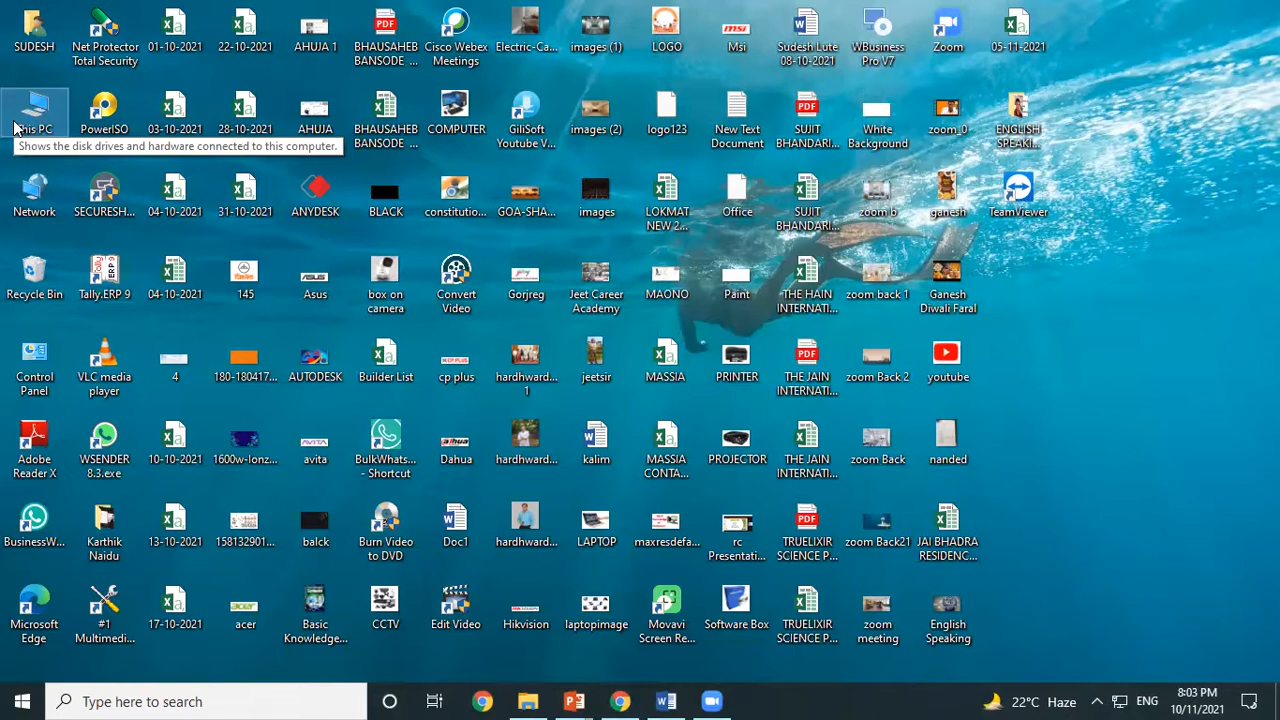 SUDESH
Net Protector
Total Security
01-10-2021
22-10-2021
AHUJA 1
BHAUSAHEB
BANSODE ...
Cisco Webex
Meetings
Electric-Ca...
images (1)
LOGO
Msi
Sudesh Lute
08-10-2021
WBusiness
Pro V7
Zoom
05-11-2021
This PC
PowerISO
03-10-2021
28-10-2021
AHUJA
BHAUSAHEB
BANSODE ...
COMPUTER
GiliSoft
Youtube V...
images (2)
logo123
New Text
Document
SUJIT
BHANDARI...
White
Background
zoom_0
ENGLISH
SPEAKI...
Shows the disk drives and hardware connected to this computer.
Network
SECURESH...
04-10-2021
31-10-2021
ANYDESK
BLACK
constitutio...
GOA-SHA...
images
LOKMAT
NEW 2...
Office
SUJIT
BHANDARI...
zoom b
ganesh
TeamViewer
Recycle Bin
Tally.ERP 9
04-10-2021
145
Asus
box on
camera
Convert
Video
Gorjreg
Jeet Career
Academy
MAONO
Paint
THE HAIN
INTERNATI...
zoom back 1
Ganesh
Diwali Faral
Control
Panel
VLC media
player
4
180-180417...
AUTODESK
Builder List
cp plus
hardhward...
1
jeetsir
MASSIA
PRINTER
THE JAIN
INTERNATI...
zoom Back 2
youtube
Adobe
Reader X
WSENDER
8.3.exe
10-10-2021
1600w-lonz...
avita
BulkWhats...
- Shortcut
Dahua
hardhward...
kalim
MASSIA
CONTA...
PROJECTOR
THE JAIN
INTERNATI...
zoom Back
nanded
BusinessW...
Karthik
Naidu
13-10-2021
158132901...
balck
Burn Video
to DVD
Doc1
hardhward...
LAPTOP
maxresdefa...
rc
Presentati...
TRUELIXIR
SCIENCE P...
zoom Back21
JAI BHADRA
RESIDENC...
Microsoft
Edge
#1
Multimedi...
17-10-2021
acer
Basic
Knowledge...
CCTV
Edit Video
Hikvision
laptopimage
Movavi
Screen Re...
Software Box
TRUELIXIR
SCIENCE P...
zoom
meeting
English
Speaking
Type here to search
22°C Haze
ENG
8:03 PM
10/11/2021